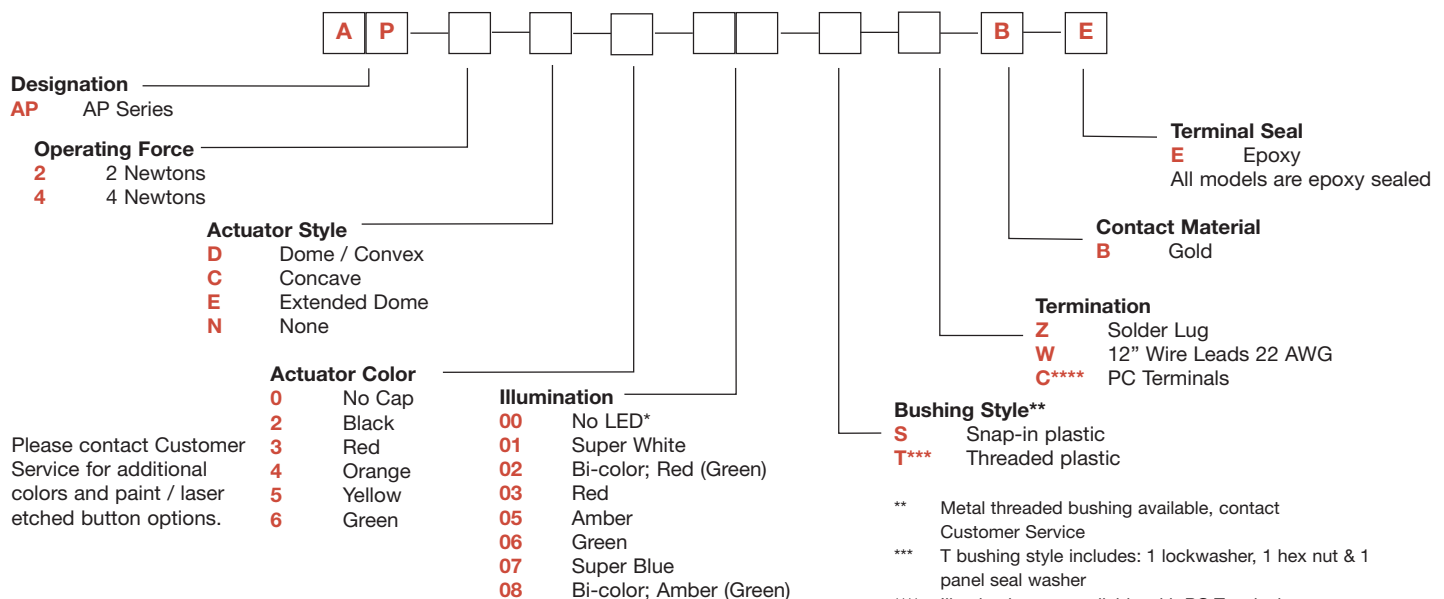 A P B E
Designation
AP AP Series
Operating Force
2 2 Newtons
4 4 Newtons
Actuator Style
D Dome / Convex
C Concave
E Extended Dome
N None
Actuator Color
0 No Cap
2 Black
3 Red
4 Orange
5 Yellow
6 Green
Please contact Customer
Service for additional
colors and paint / laser
etched button options.
Illumination
00 No LED*
01 Super White
02 Bi-color; Red (Green)
03 Red
05 Amber
06 Green
07 Super Blue
08 Bi-color; Amber (Green)
Bushing Style**
S Snap-in plastic
T*** Threaded plastic
** Metal threaded bushing available, contact
Customer Service
*** T bushing style includes: 1 lockwasher, 1 hex nut & 1
panel seal washer
Termination
Z Solder Lug
W 12” Wire Leads 22 AWG
C**** PC Terminals
Contact Material
B Gold
Terminal Seal
E Epoxy
All models are epoxy sealed